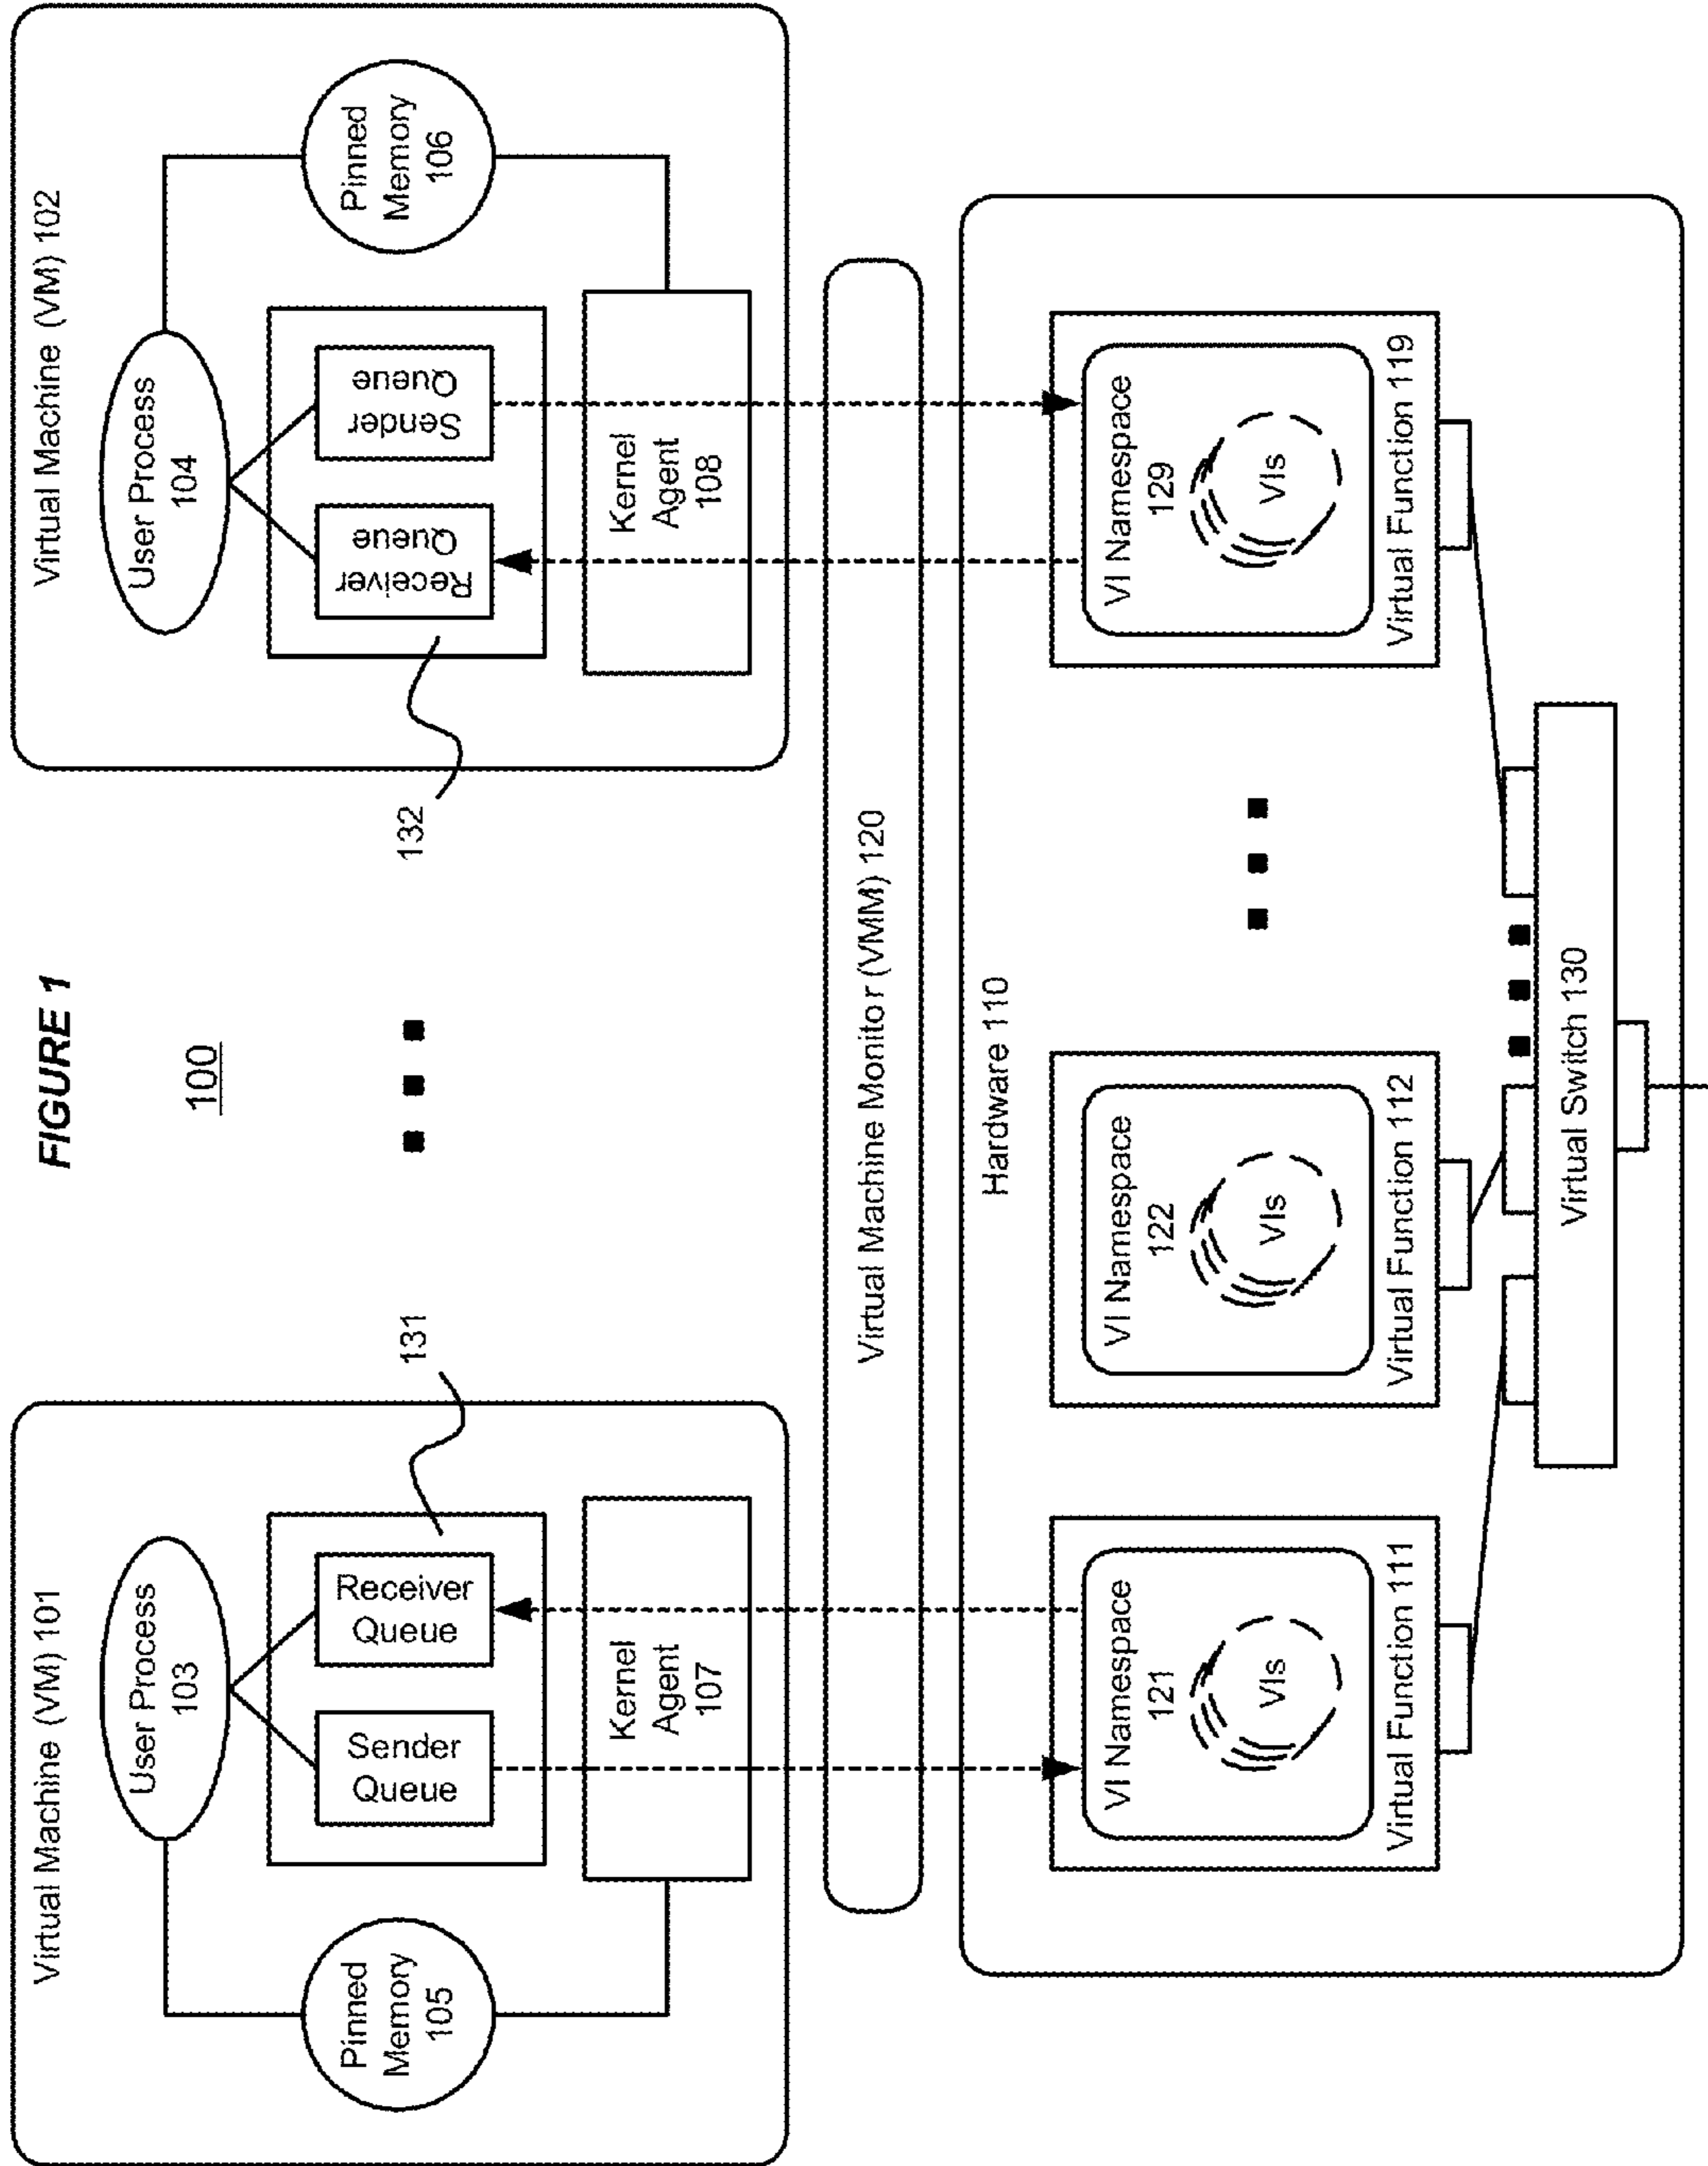 FIGURE 1
100
Virtual Machine (VM) 101
User Process
103
Pinned
Memory
105
Sender
Queue
Receiver
Queue
131
Kernel
Agent
107
Virtual Machine (VM) 102
User Process
104
Receiver
Queue
Sender
Queue
132
Pinned
Memory
106
Kernel
Agent
108
Virtual Machine Monitor (VMM) 120
Hardware 110
VI Namespace
121
VIs
Virtual Function 111
VI Namespace
122
VIs
Virtual Function 112
VI Namespace
129
VIs
Virtual Function 119
Virtual Switch 130